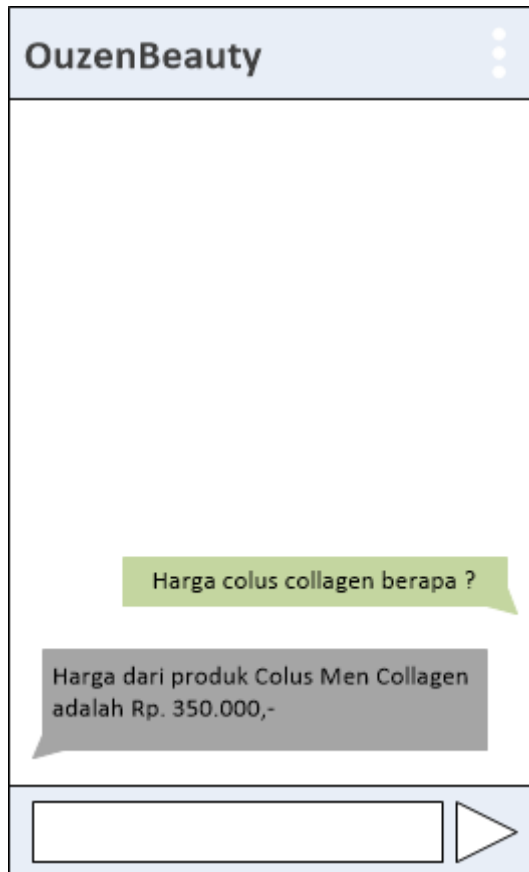 OuzenBeauty
Harga colus collagen berapa ?
Harga dari produk Colus Men Collagen
adalah Rp. 350.000,-